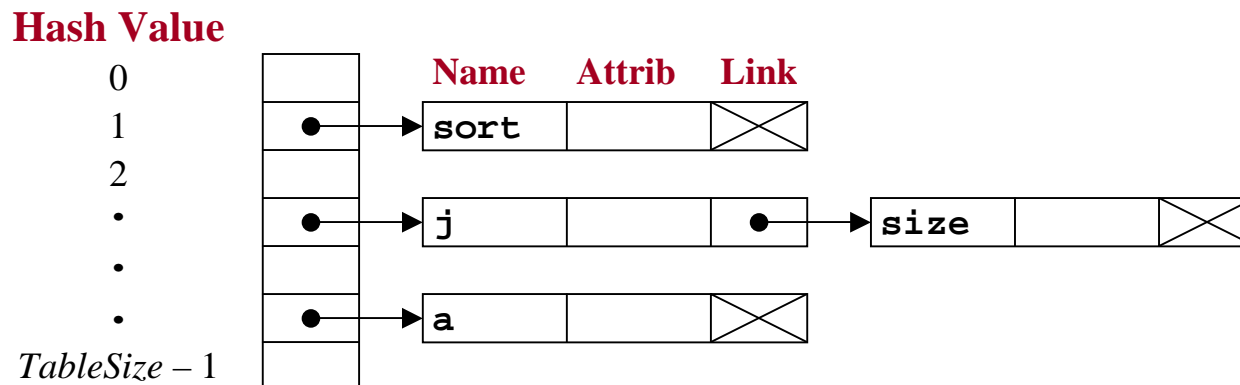 Hash Value
0 Name Attrib Link
1 sort
2
• j size
•
• a
TableSize – 1